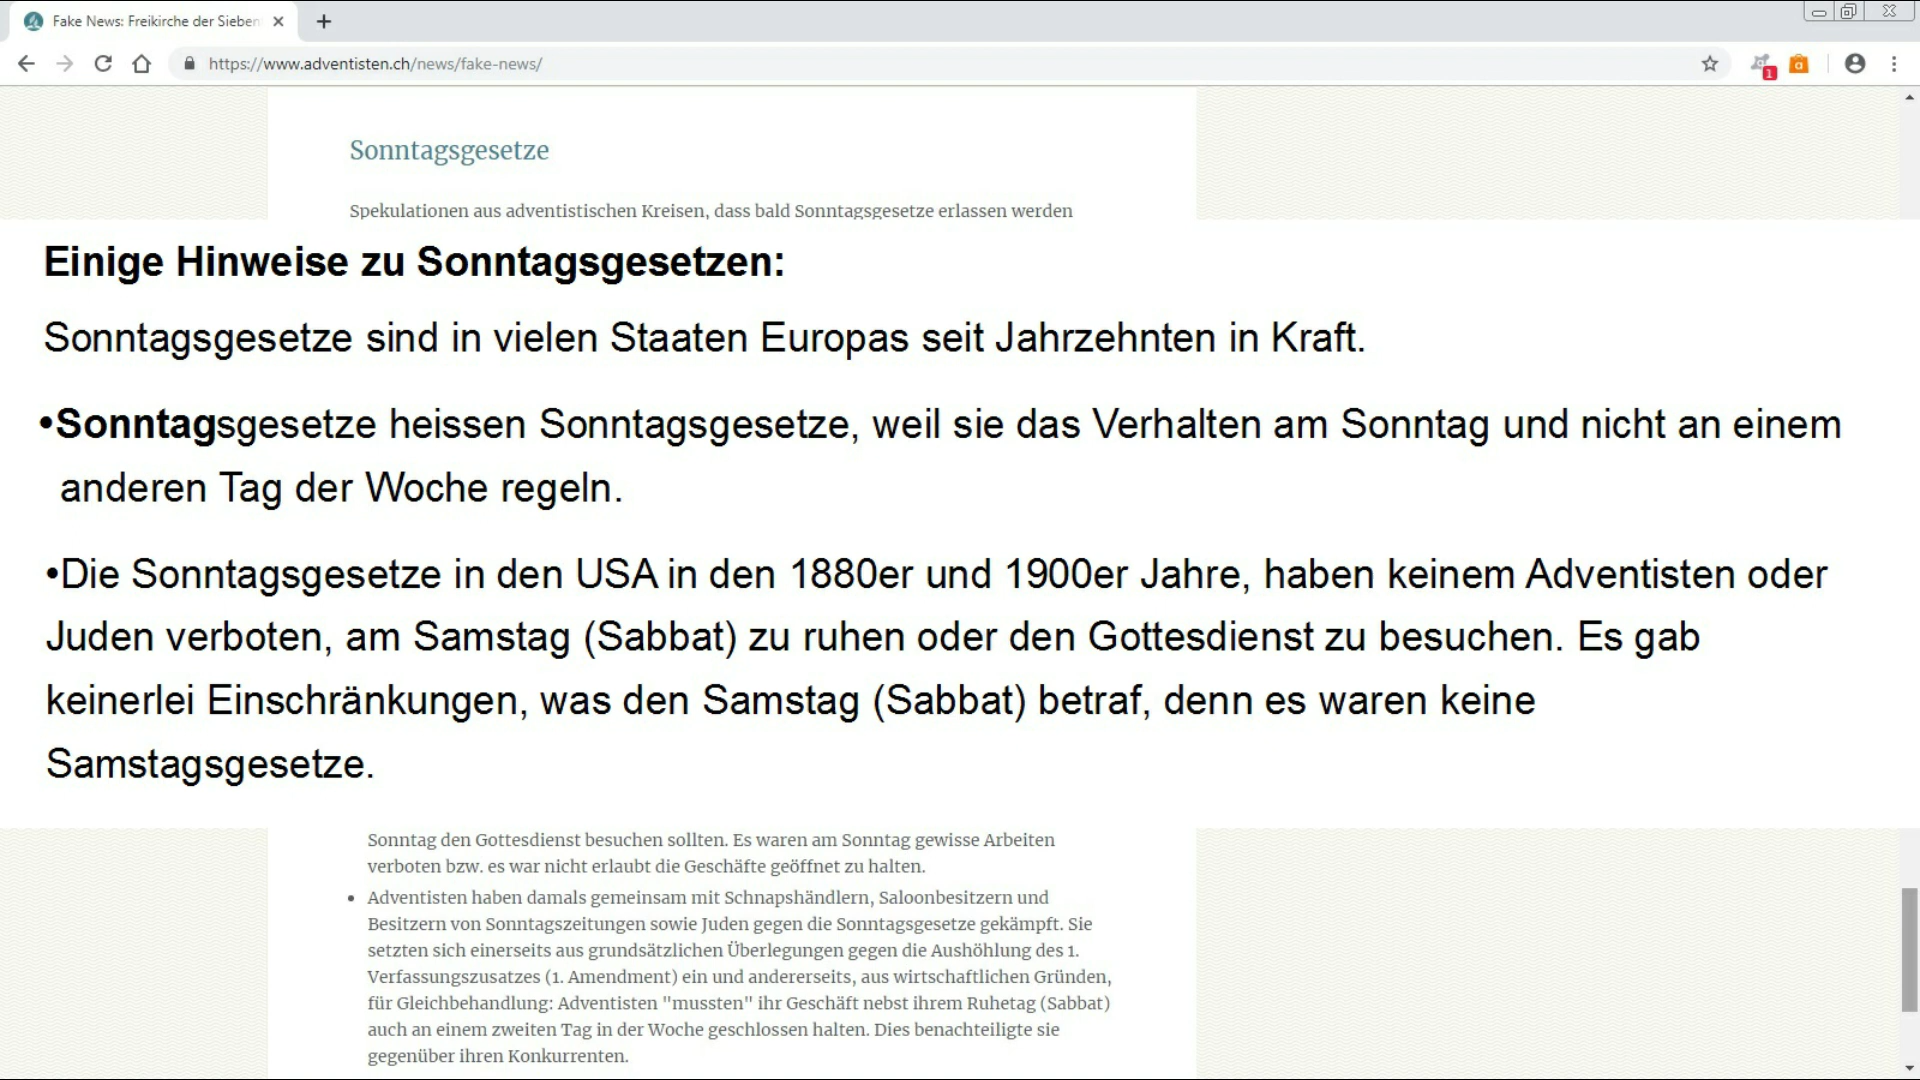 Fake News: Freikirche der Sieben
https://www.adventisten.ch/news/fake-news/
1
a
Sonntagsgesetze
Spekulationen aus adventistischen Kreisen, dass bald Sonntagsgesetze erlassen werden
Einige Hinweise zu Sonntagsgesetzen:
Sonntagsgesetze sind in vielen Staaten Europas seit Jahrzehnten in Kraft.
•Sonntagsgesetze heissen Sonntagsgesetze, weil sie das Verhalten am Sonntag und nicht an einem
anderen Tag der Woche regeln.
•Die Sonntagsgesetze in den USA in den 1880er und 1900er Jahre, haben keinem Adventisten oder
Juden verboten, am Samstag (Sabbat) zu ruhen oder den Gottesdienst zu besuchen. Es gab
keinerlei Einschränkungen, was den Samstag (Sabbat) betraf, denn es waren keine
Samstagsgesetze.
Sonntag den Gottesdienst besuchen sollten. Es waren am Sonntag gewisse Arbeiten
verboten bzw. es war nicht erlaubt die Geschäfte geöffnet zu halten.
• Adventisten haben damals gemeinsam mit Schnapshändlern, Saloonbesitzern und
Besitzern von Sonntagszeitungen sowie Juden gegen die Sonntagsgesetze gekämpft. Sie
setzten sich einerseits aus grundsätzlichen Überlegungen gegen die Aushöhlung des 1.
Verfassungszusatzes (1. Amendment) ein und andererseits, aus wirtschaftlichen Gründen,
für Gleichbehandlung: Adventisten "mussten" ihr Geschäft nebst ihrem Ruhetag (Sabbat)
auch an einem zweiten Tag in der Woche geschlossen halten. Dies benachteiligte sie
gegenüber ihren Konkurrenten.